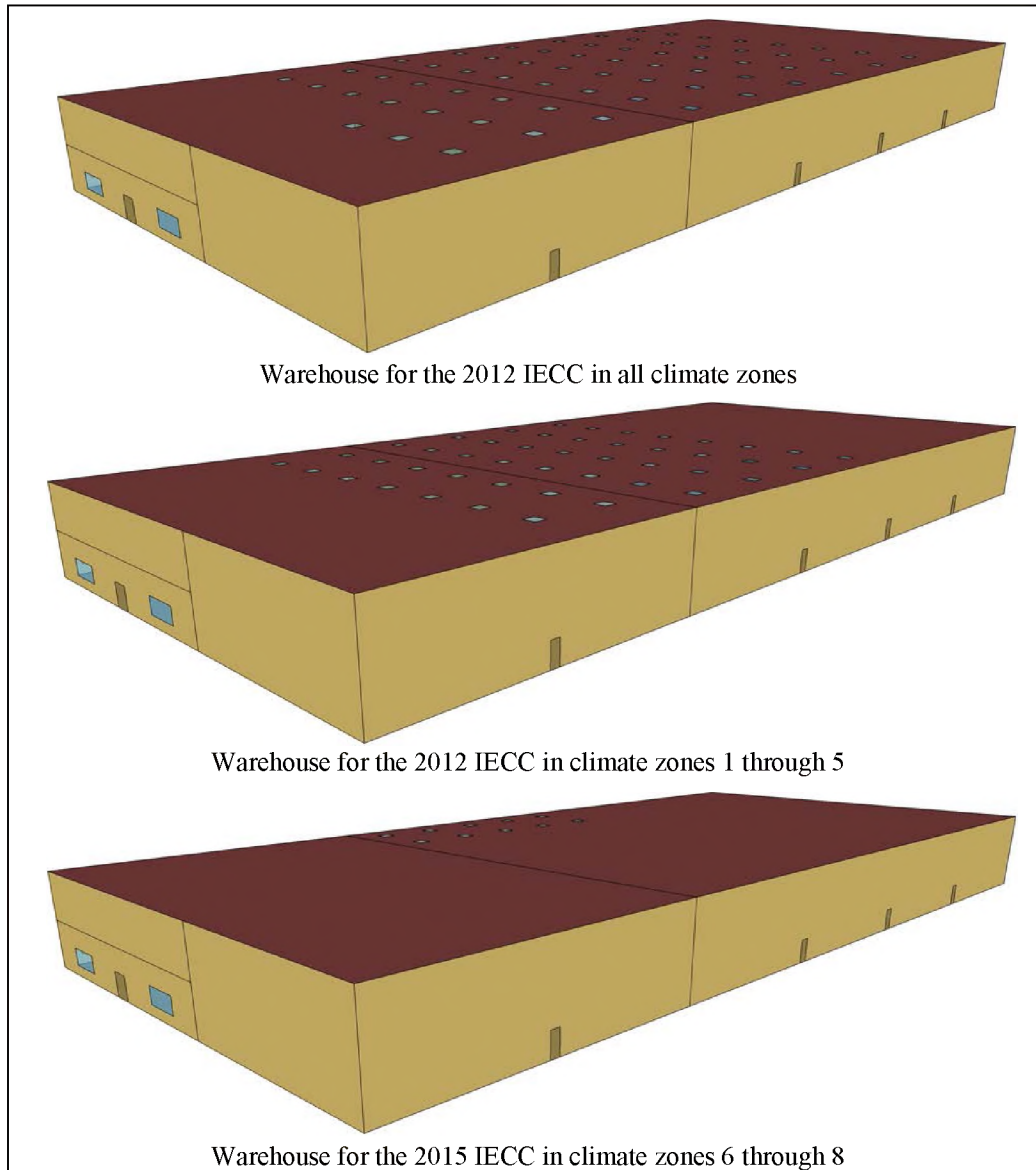 Warehouse for the 2012 IECC in all climate zones
Warehouse for the 2012 IECC in climate zones 1 through 5
Warehouse for the 2015 IECC in climate zones 6 through 8